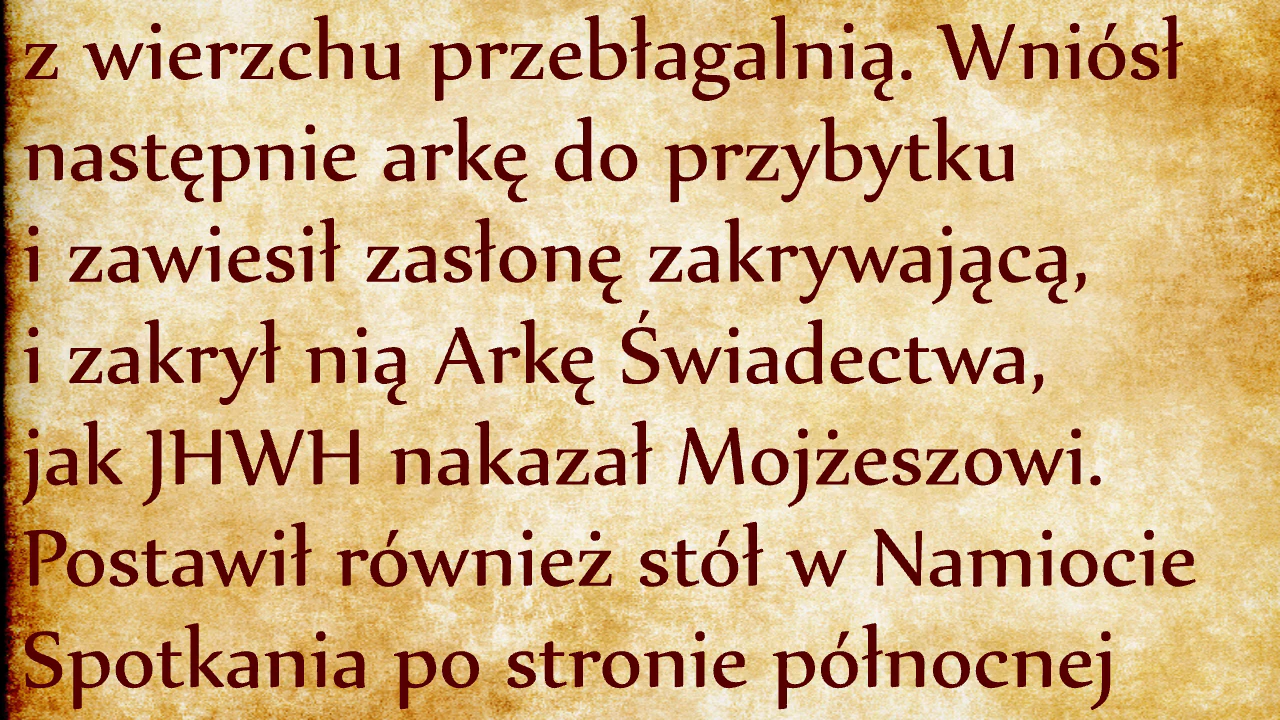 z wierzchu przebłagalnią. Wniósł
następnie arkę do przybytku
i zawiesił zasłonę zakrywającą,
i zakrył nią Arkę Świadectwa,
jak JHWH nakazał Mojżeszowi.
Postawił również stół w Namiocie
Spotkania po stronie północnej